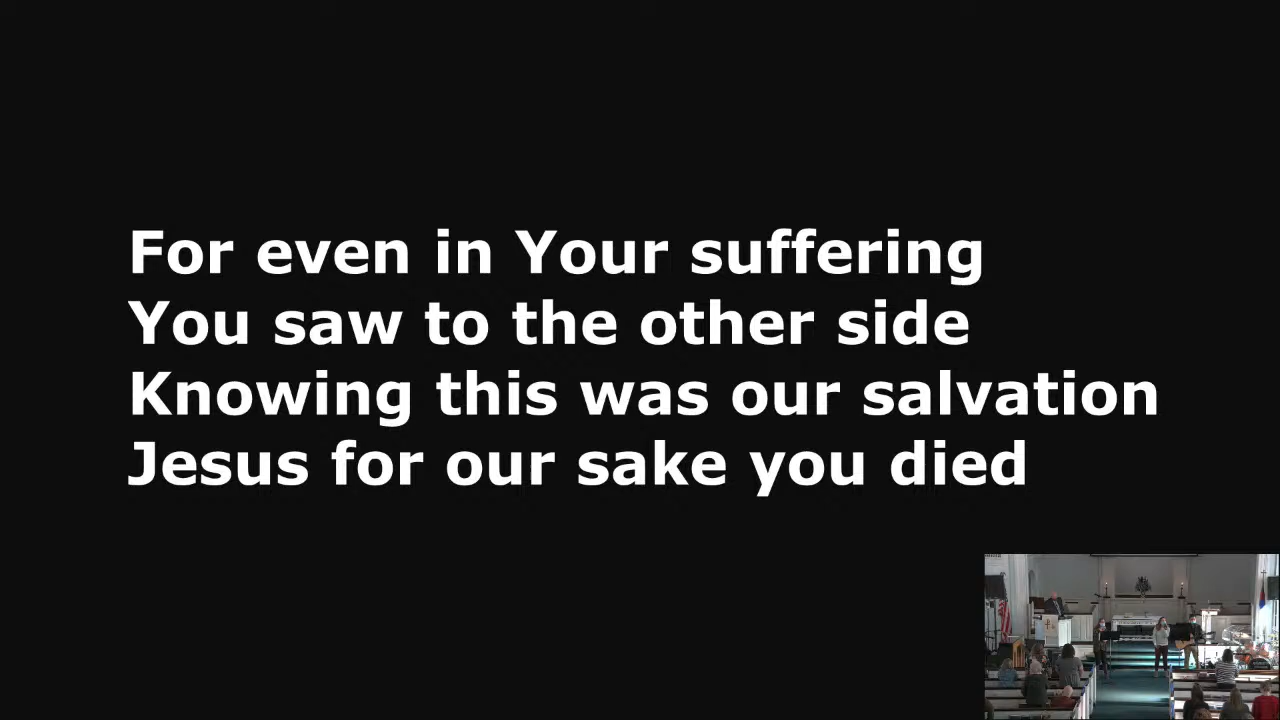 For even in Your suffering
You saw to the other side
Knowing this was our salvation
Jesus for our sake you died